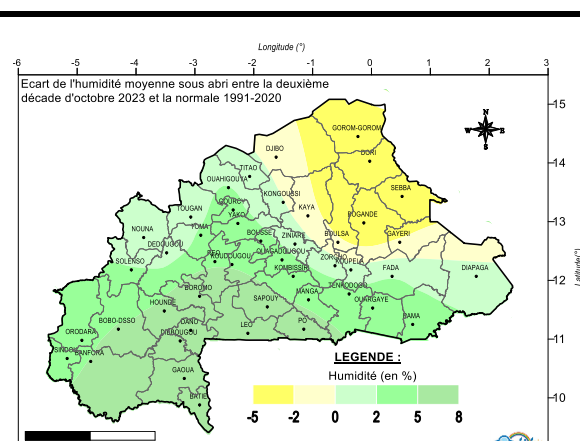 Longitude (°)
-6 -5 -4 -3 -2 -1 0 1 2 3
Ecart de l'humidité moyenne sous abri entre la deuxième
décade d'octobre 2023 et la normale 1991-2020
N
W E
S
15
GOROM-GOROM
DJIBO
DORI
14
TITAO
OUAHIGOUYA
SEBBA
KONGOUSSI
GOURCY
KAYA
TOUGAN
YAKO
BOGANDE
13
NOUNA
TOMA
BOUSSE
BOULSA
GAYERI
DEDOUGOU
ZINIARE
OUAGADOUGOU
ZORGHO
SOLENSO
REO
KOUDOUGOU
KOMBISSIRI
KOUPELA
FADA
DIAPAGA
Latitude(°)
12
TENKODOGO
BOROMO
MANGA
HOUNDE
SAPOUY
OUARGAYE
BOBO-DSSO
DANO
LEO
PO
PAMA
ORODARA
DIEBOUGOU
11
SINDOU
BANFORA
LEGENDE :
GAOUA
Humidité (en %)
BATIE
10
-5 -2 0 2 5 8